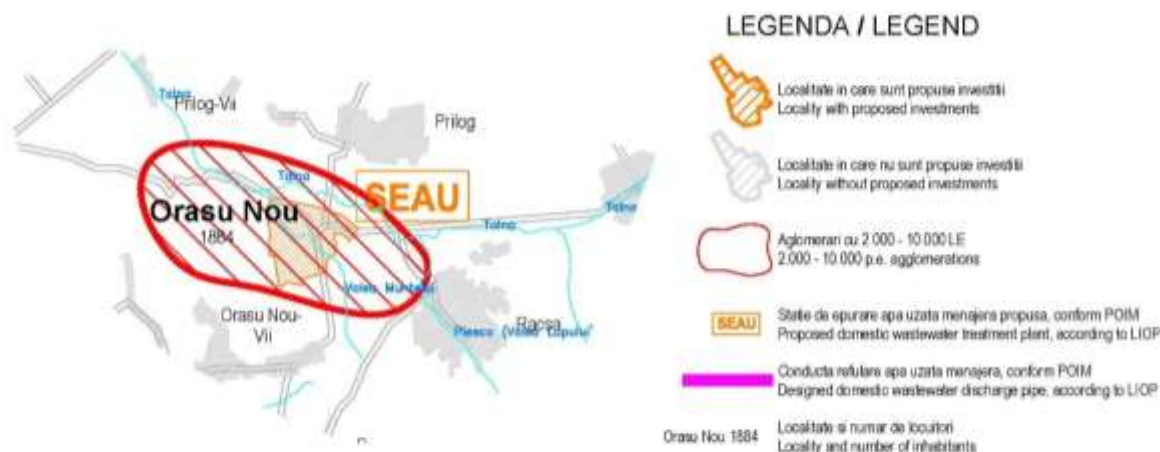 LEGENDA / LEGEND
Localitate in care sunt propuse investitii
Locality with proposed investments
Localitate in care nu sunt propuse investitii
Locality without proposed investments
Aglomerari cu 2 000 - 10 000 LE
2.000 - 10 000 p.e. agglomerations
SEAU
Statie de epurare apa uzata menajera propusa, conform POIM
Proposed domestic wastewater treatment plant, according to LIOP
Conducta refulare apa uzata menajera, conform POIM
Designed domestic wastewater discharge pipe, according to LIOP
Orasu Nou 1884
Localitate si numar de locuitori
Locality and number of inhabitants
Talna
Prilog-Vii
Prilog
Talna
SEAU
Orasu Nou
1884
Talna
Talna
Valea Muntelui
Orasu Nou-
Vii
Racsa
Lupului